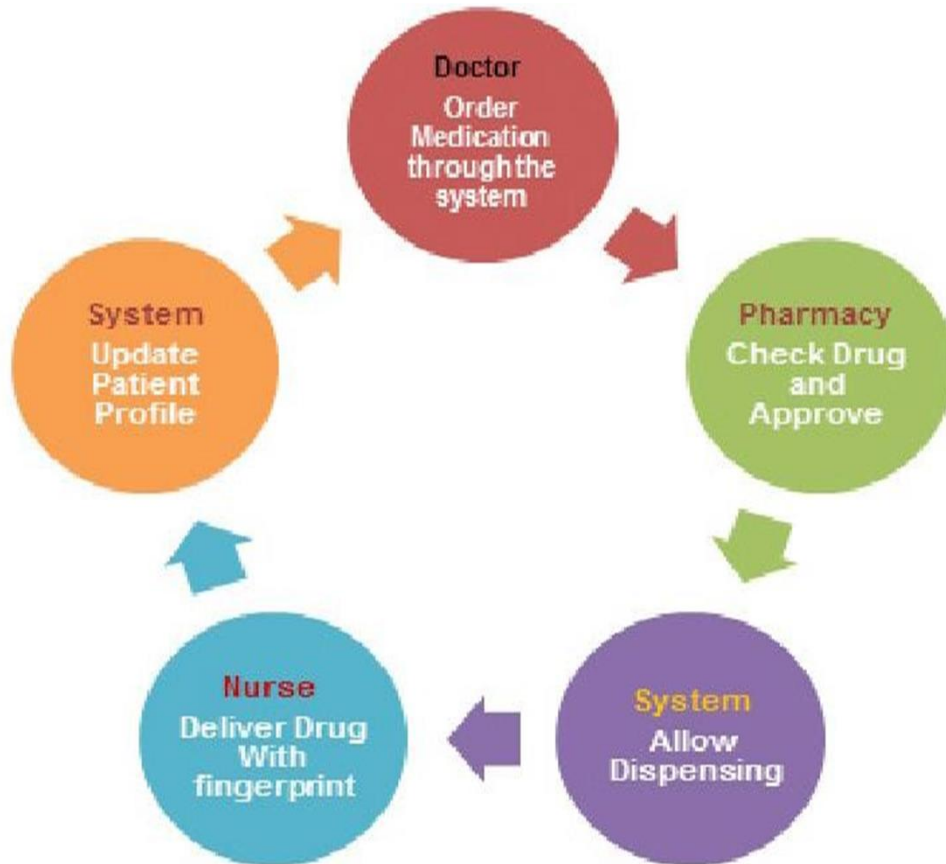 Doctor
Order
Medication
through the
system
Pharmacy
Check Drug
and
Approve
System
Allow
Dispensing
Nurse
Deliver Drug
With
fingerprint
System
Update
Patient
Profile